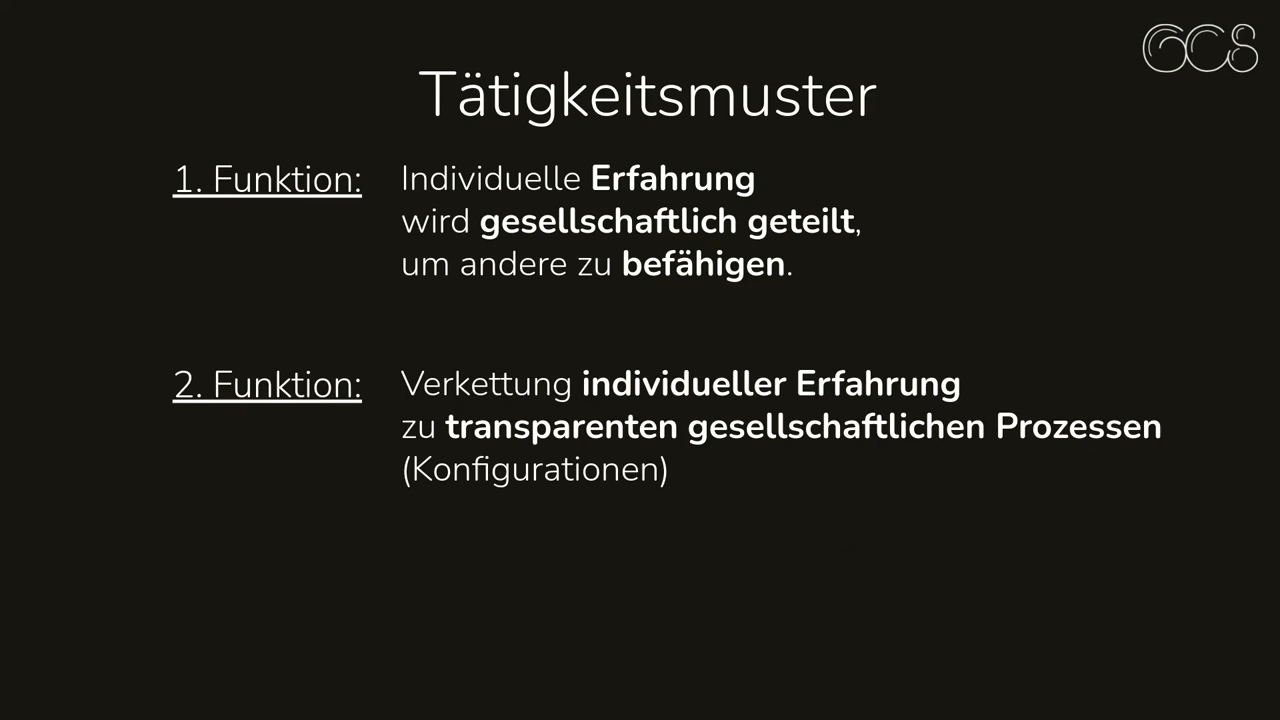 GCS
Tätigkeitsmuster
1. Funktion: Individuelle Erfahrung
wird gesellschaftlich geteilt,
um andere zu befähigen.
2. Funktion: Verkettung individueller Erfahrung
zu transparenten gesellschaftlichen Prozessen
(Konfigurationen)